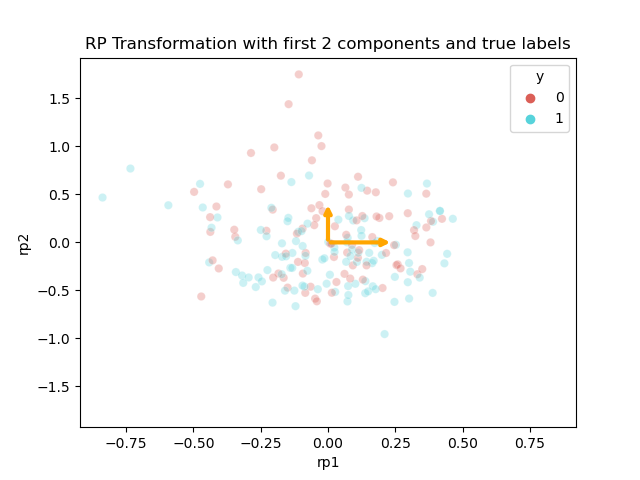 RP Transformation with first 2 components and true labels
y
0
1
1.5
1.0
0.5
0.0
−0.5
−1.0
−1.5
rp2
−0.75 −0.50 −0.25 0.00 0.25 0.50 0.75
rp1